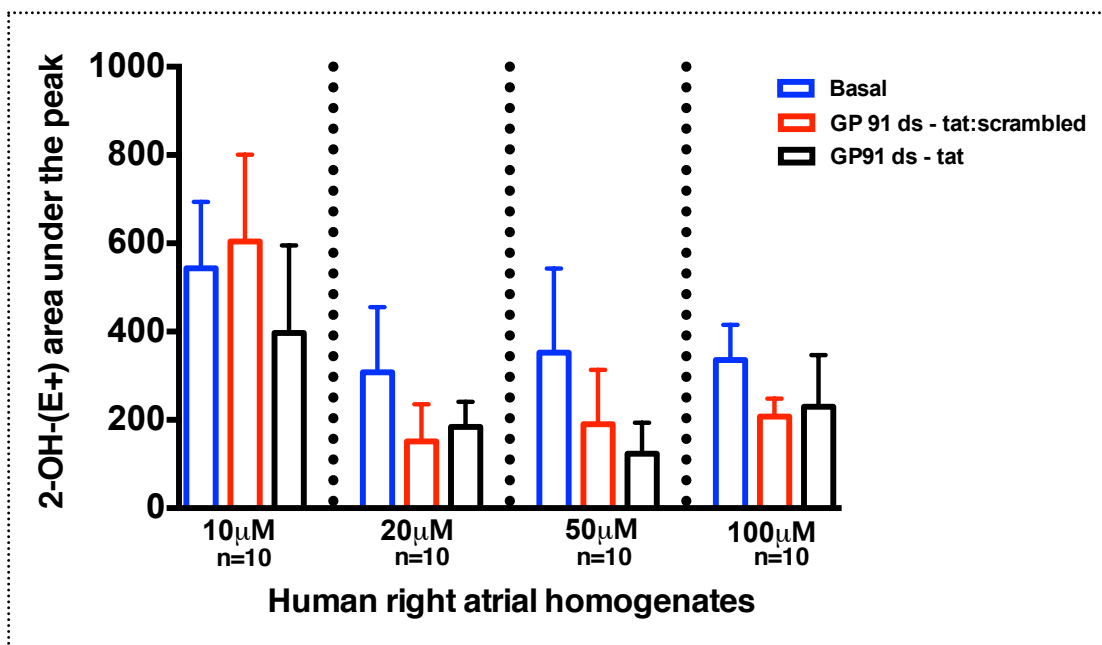 2-OH-(E+) area under the peak
1000
800
600
400
200
0
Basal
GP 91 ds - tat:scrambled
GP91 ds - tat
10μM
n=10
20μM
n=10
50μM
n=10
100μM
n=10
Human right atrial homogenates